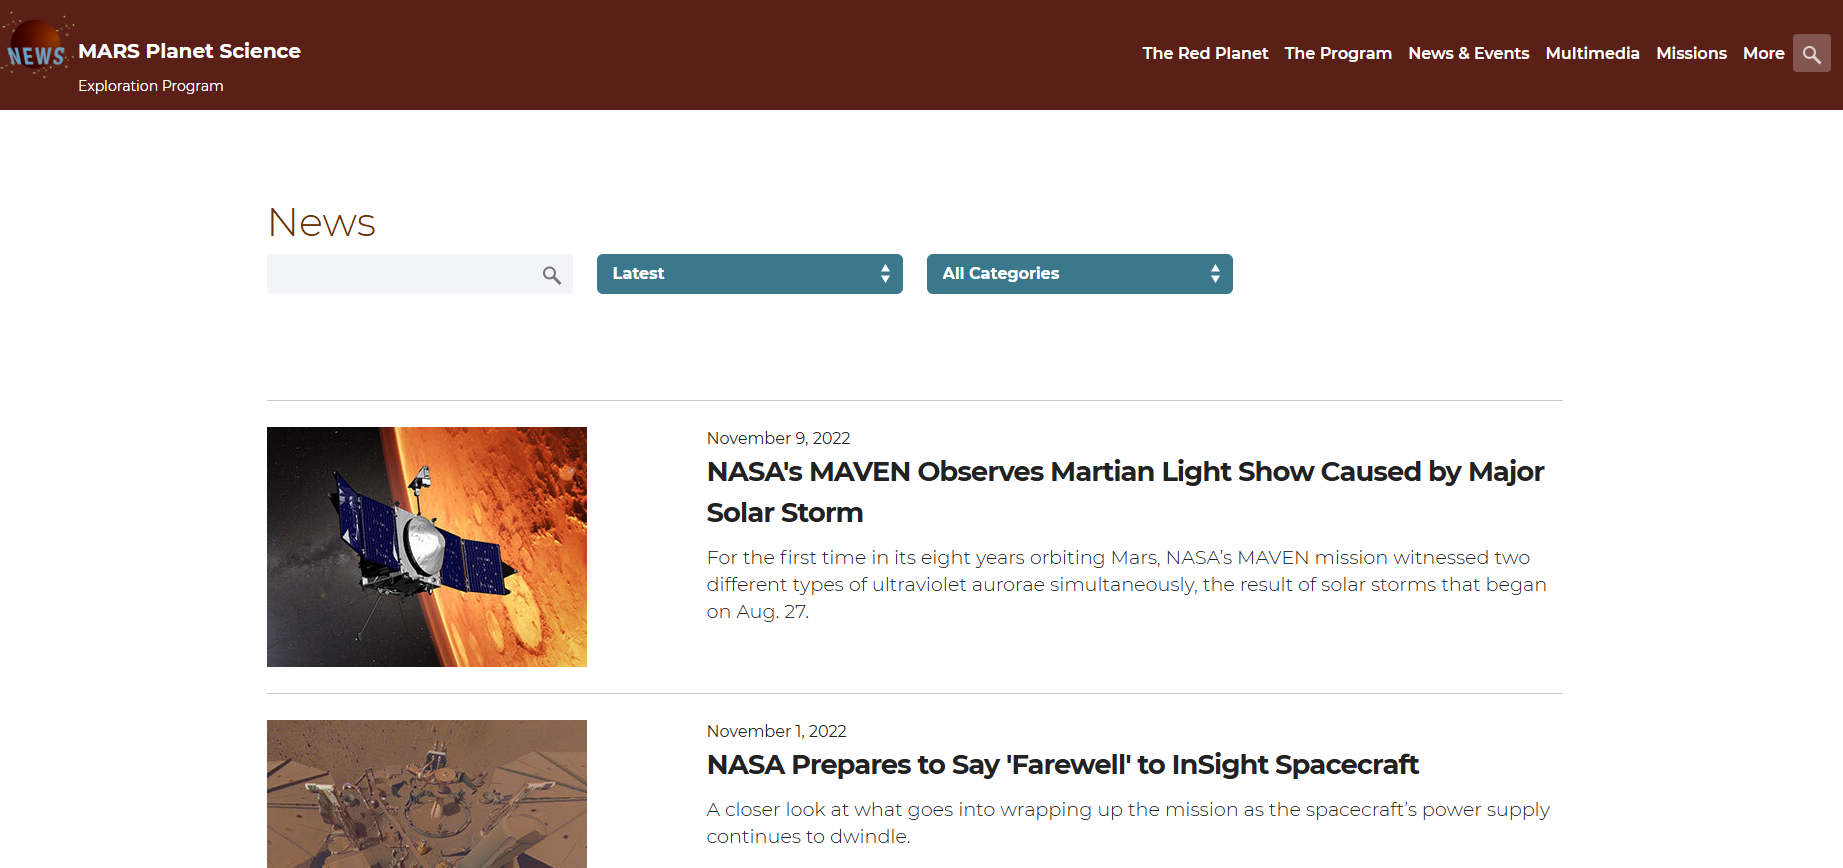 NEWS
MARS Planet Science
Exploration Program
The Red Planet The Program News & Events Multimedia Missions More
News
Latest
All Categories
November 9, 2022
NASA's MAVEN Observes Martian Light Show Caused by Major
Solar Storm
For the first time in its eight years orbiting Mars, NASA’s MAVEN mission witnessed two
different types of ultraviolet aurorae simultaneously, the result of solar storms that began
on Aug. 27.
November 1, 2022
NASA Prepares to Say 'Farewell' to InSight Spacecraft
A closer look at what goes into wrapping up the mission as the spacecraft’s power supply
continues to dwindle.